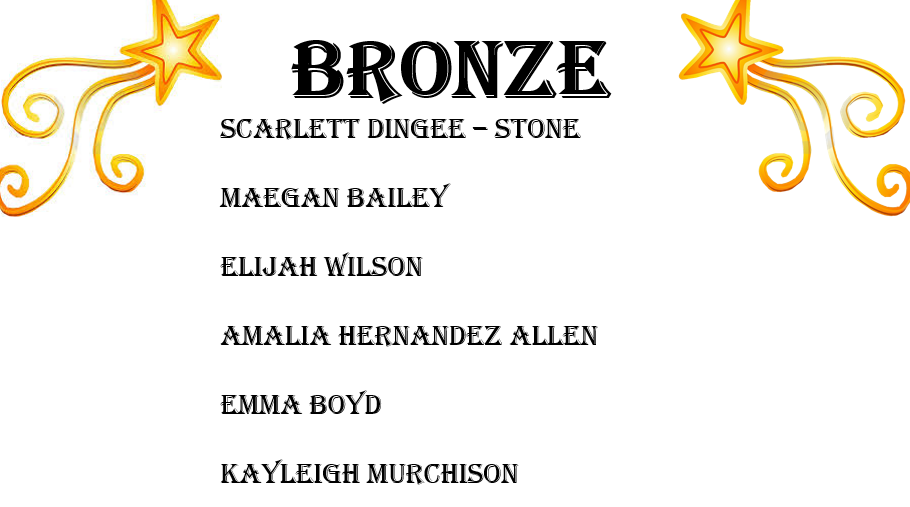 BRONZE
SCARLETT DINGEE – STONE
MAEGAN BAILEY
ELIJAH WILSON
AMALIA HERNANDEZ ALLEN
EMMA BOYD
KAYLEIGH MURCHISON